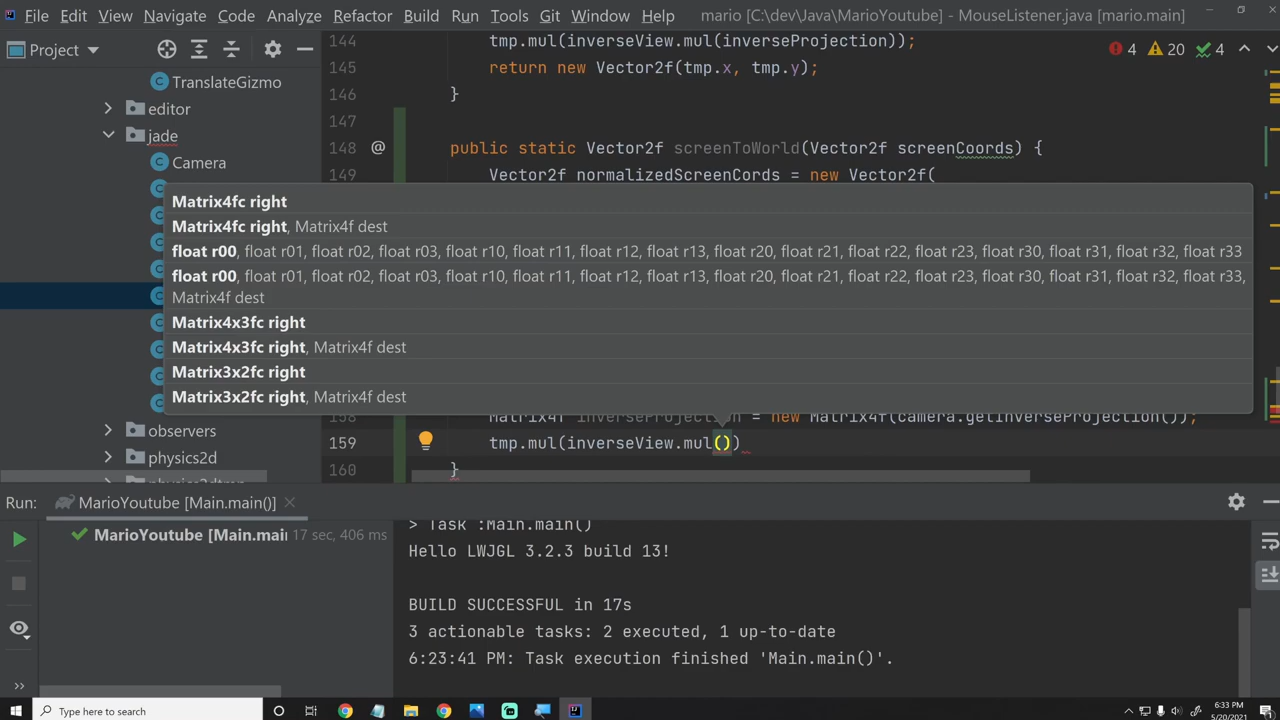 File Edit View Navigate Code Analyze Refactor Build Run Tools Git Window Help mario [C:\dev\Java\MarioYoutube] - MouseListener.java [mario.main]
Project
TranslateGizmo
editor
jade
Camera
observers
physics2d
4 20 4
144 tmp.mul(inverseView.mul(inverseProjection));
145 return new Vector2f(tmp.x, tmp.y);
146 }
147
148 @ public static Vector2f screenToWorld(Vector2f screenCoords) {
149 Vector2f normalizedScreenCords = new Vector2f(
Matrix4fc right
Matrix4fc right, Matrix4f dest
float r00, float r01, float r02, float r03, float r10, float r11, float r12, float r13, float r20, float r21, float r22, float r23, float r30, float r31, float r32, float r33
float r00, float r01, float r02, float r03, float r10, float r11, float r12, float r13, float r20, float r21, float r22, float r23, float r30, float r31, float r32, float r33,
Matrix4f dest
Matrix4x3fc right
Matrix4x3fc right, Matrix4f dest
Matrix3x2fc right
Matrix3x2fc right, Matrix4f dest
158 Matrix4f inverseProjection = new Matrix4f(camera.getInverseProjection());
159 tmp.mul(inverseView.mul())
160 }
Run: MarioYoutube [Main.main()]
MarioYoutube [Main.mai 17 sec, 406 ms
> Task :Main.main()
Hello LWJGL 3.2.3 build 13!
BUILD SUCCESSFUL in 17s
3 actionable tasks: 2 executed, 1 up-to-date
6:23:41 PM: Task execution finished 'Main.main()'.
Type here to search
6:33 PM
5/20/2021